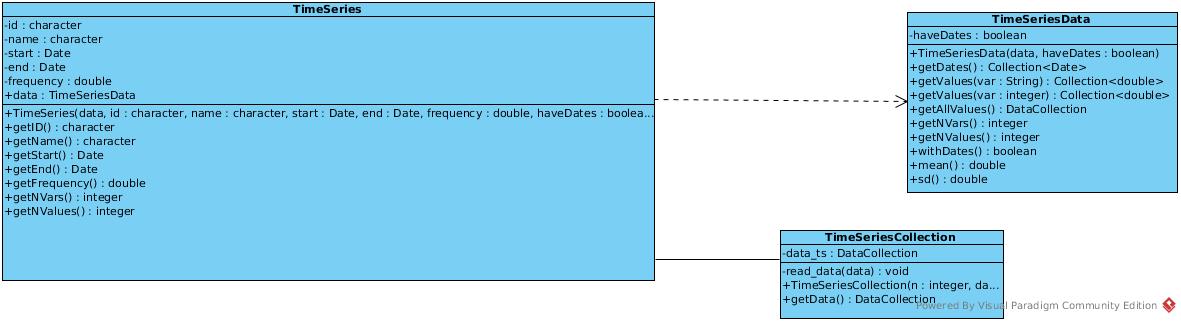 TimeSeries
-id : character
-name : character
-start : Date
-end : Date
-frequency : double
+data : TimeSeriesData
+TimeSeries(data, id : character, name : character, start : Date, end : Date, frequency : double, haveDates : boolea...
+getID() : character
+getName() : character
+getStart() : Date
+getEnd() : Date
+getFrequency() : double
+getNVars() : integer
+getNValues() : integer
TimeSeriesData
-haveDates : boolean
+TimeSeriesData(data, haveDates : boolean)
+getDates() : Collection<Date>
+getValues(var : String) : Collection<double>
+getValues(var : integer) : Collection<double>
+getAllValues() : DataCollection
+getNVars() : integer
+getNValues() : integer
+withDates() : boolean
+mean() : double
+sd() : double
TimeSeriesCollection
-data_ts : DataCollection
-read_data(data) : void
+TimeSeriesCollection(n : integer, da...
+getData() : DataCollection
Powered By Visual Paradigm Community Edition